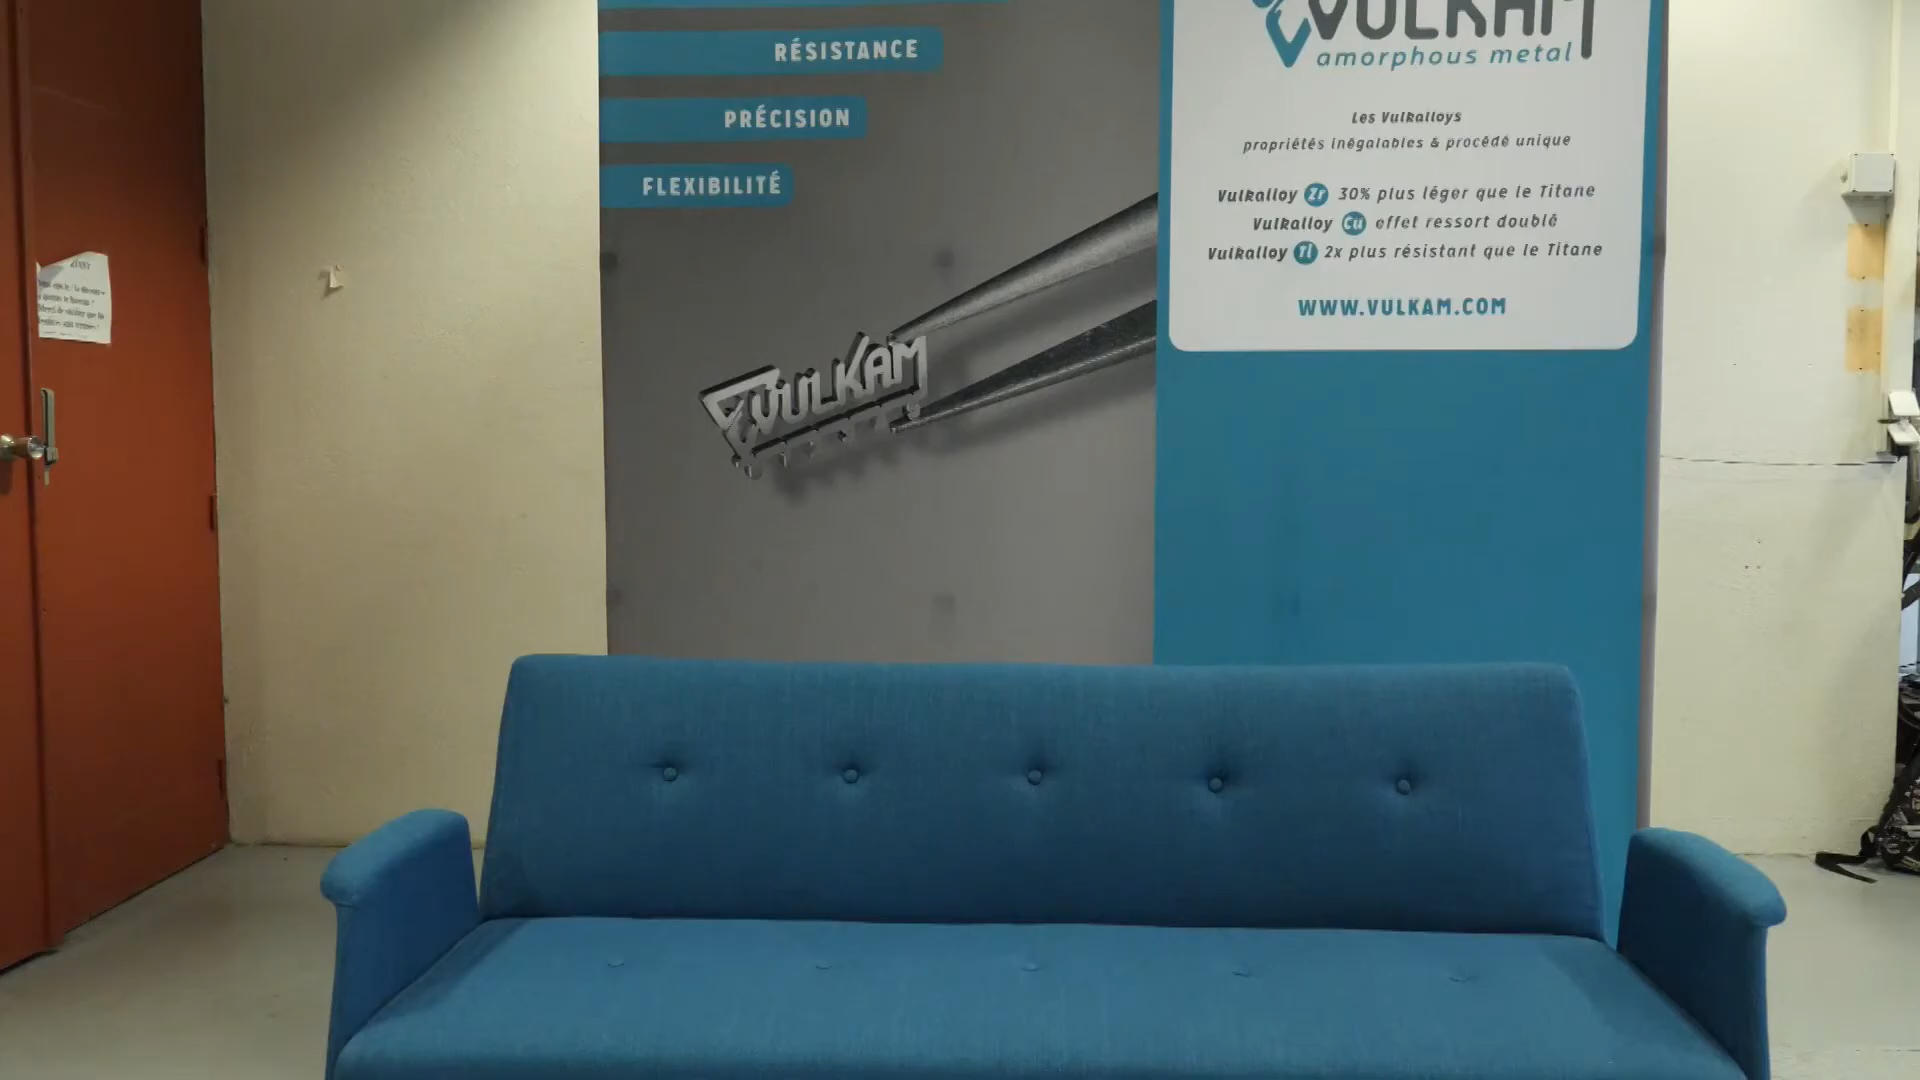 RÉSISTANCE
PRÉCISION
FLEXIBILITÉ
VULKAM
VULKAM
amorphous metal
Les Vulkalloys
propriétés inégalables & procédé unique
Vulkalloy Zr 30% plus léger que le Titane
Vulkalloy Cu effet ressort doublé
Vulkalloy Ti 2x plus résistant que le Titane
WWW.VULKAM.COM